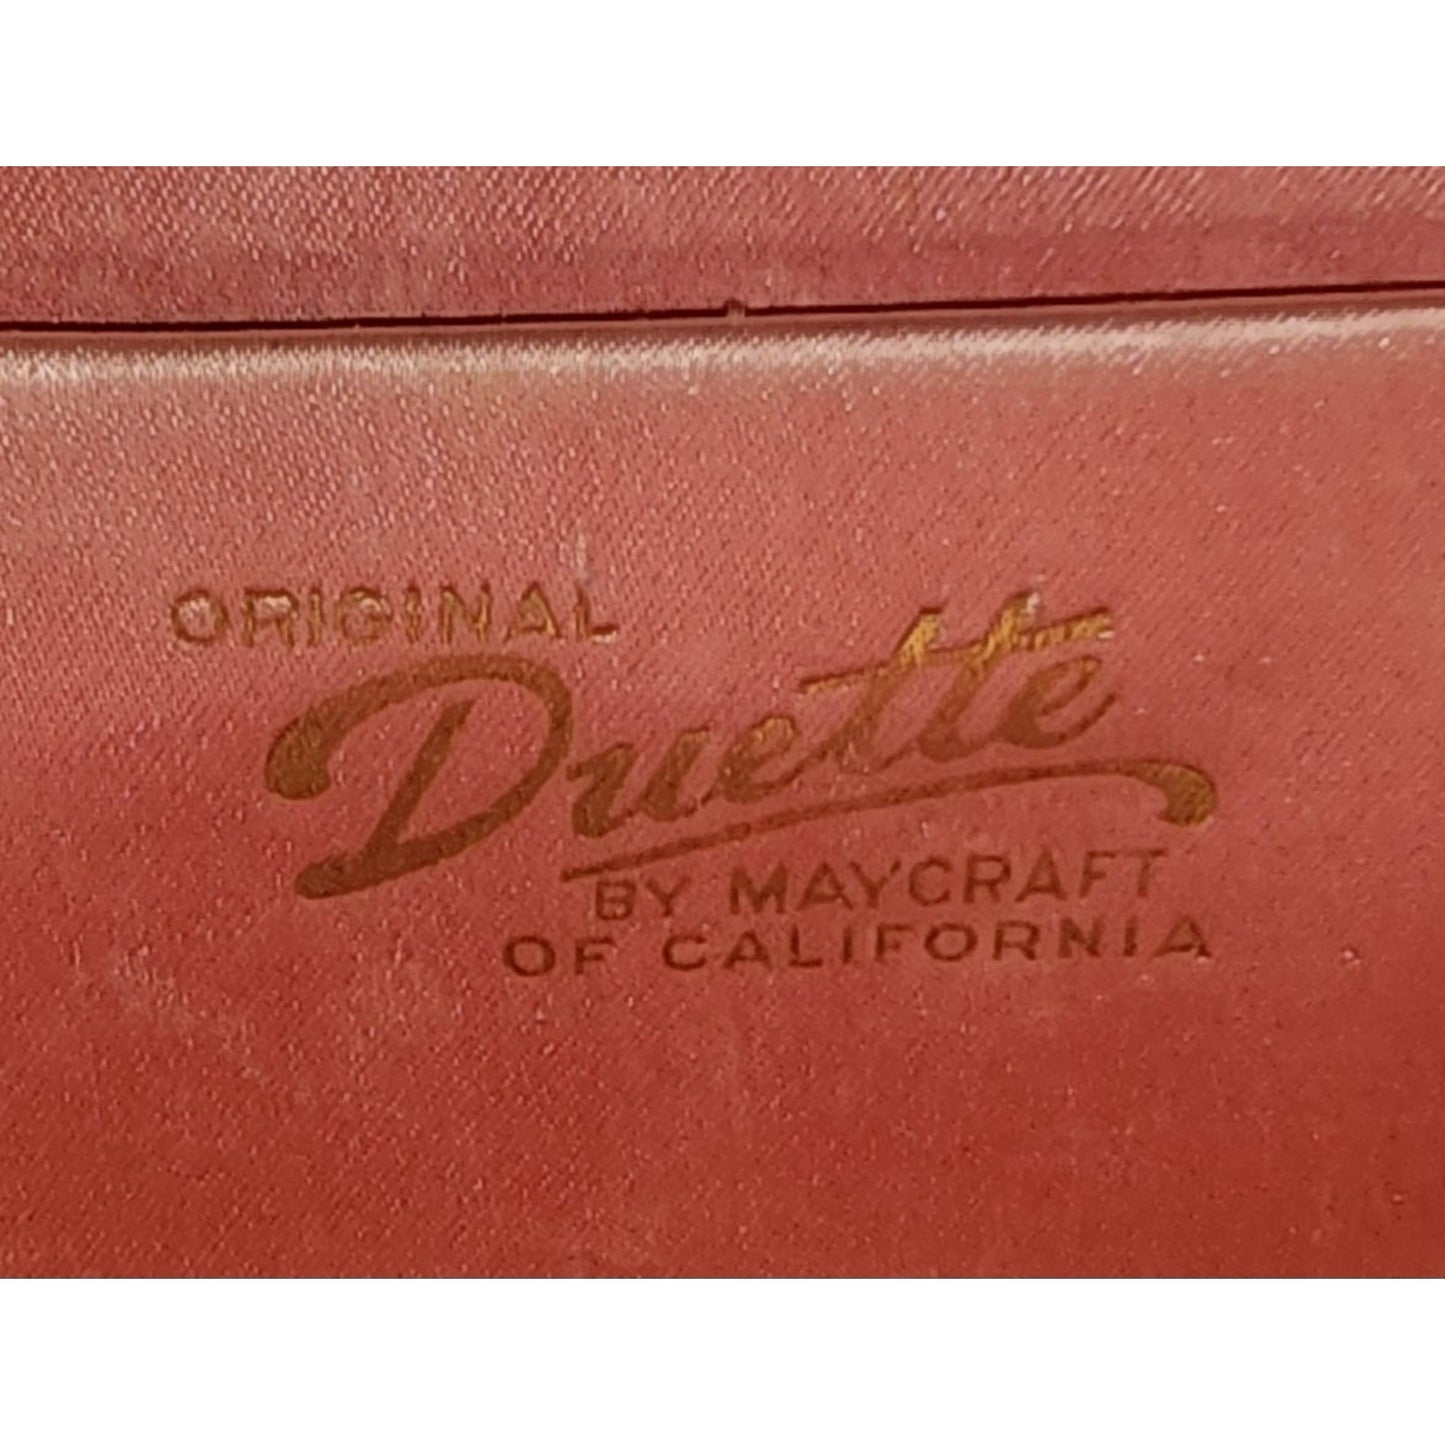 ORIGINAL
Duette
BY MAYCRAFT
OF CALIFORNIA